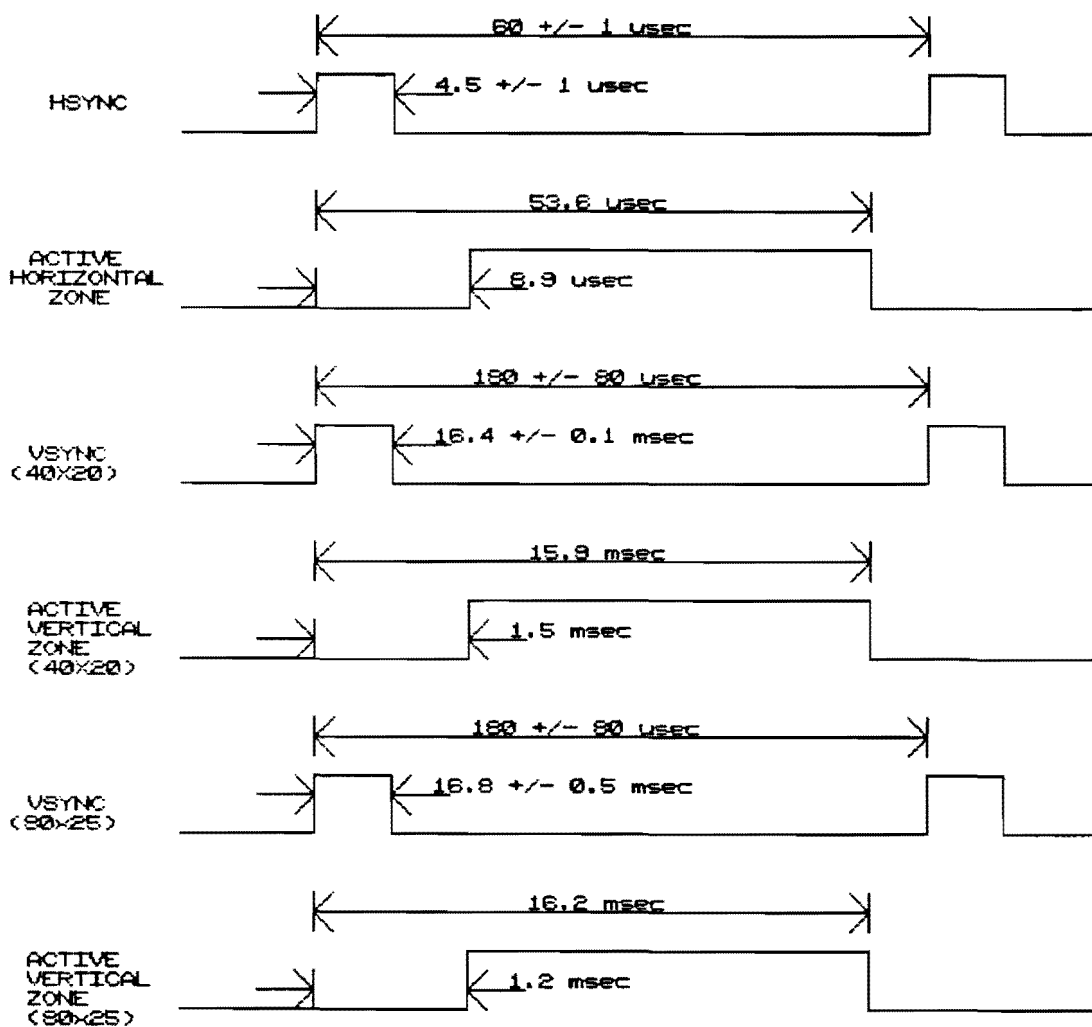 60 +/- 1 usec
4.5 +/- 1 usec
HSYNC
53.6 usec
ACTIVE
HORIZONTAL
ZONE
8.9 usec
180 +/- 80 usec
16.4 +/- 0.1 msec
VSYNC
(40X20)
15.9 msec
ACTIVE
VERTICAL
ZONE
(40X20)
1.5 msec
180 +/- 80 usec
16.8 +/- 0.5 msec
VSYNC
(80x25)
16.2 msec
ACTIVE
VERTICAL
ZONE
(80x25)
1.2 msec